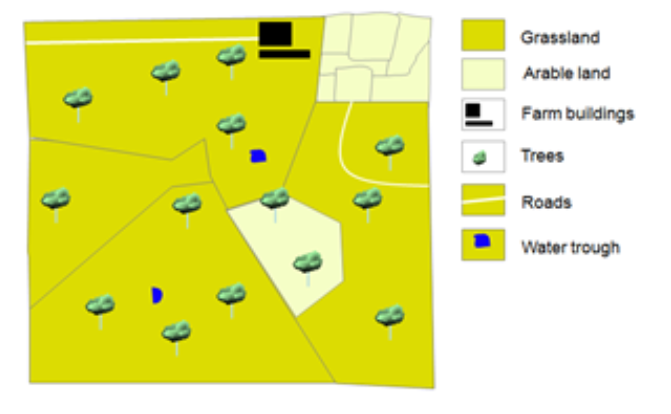 Grassland
Arable land
Farm buildings
Trees
Roads
Water trough